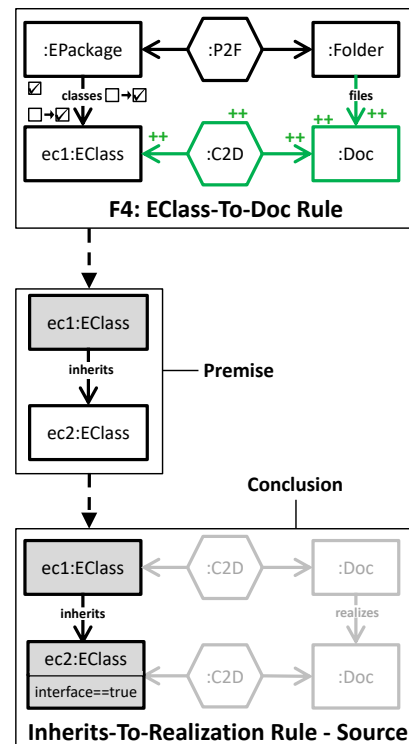 :EPackage :P2F :Folder
☑ classes ☐→☑ files
☐→☑ ++ ++ ++ ++
ec1:EClass :C2D :Doc
F4: EClass-To-Doc Rule
ec1:EClass
inherits
Premise
ec2:EClass
Conclusion
ec1:EClass :C2D :Doc
inherits realizes
ec2:EClass :C2D :Doc
interface==true
Inherits-To-Realization Rule - Source